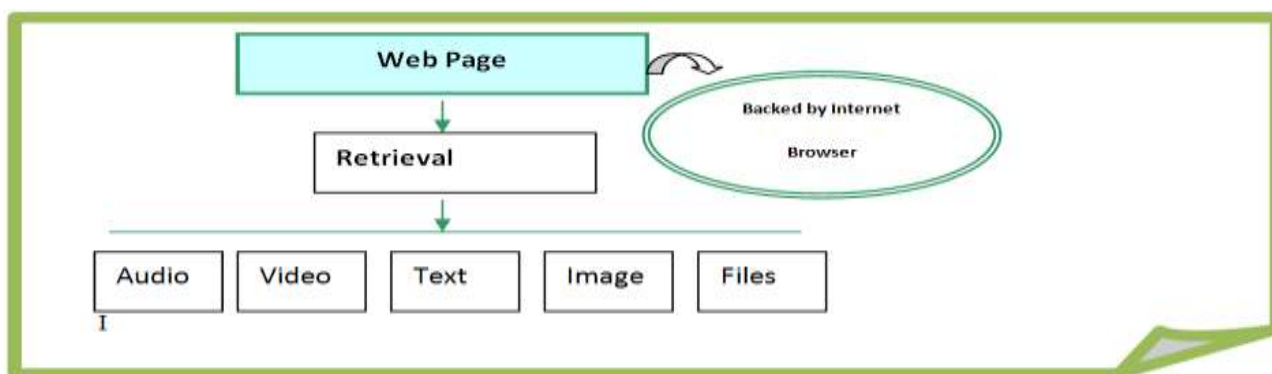 Web Page
Backed by Internet
Browser
Retrieval
Audio
Video
Text
Image
Files